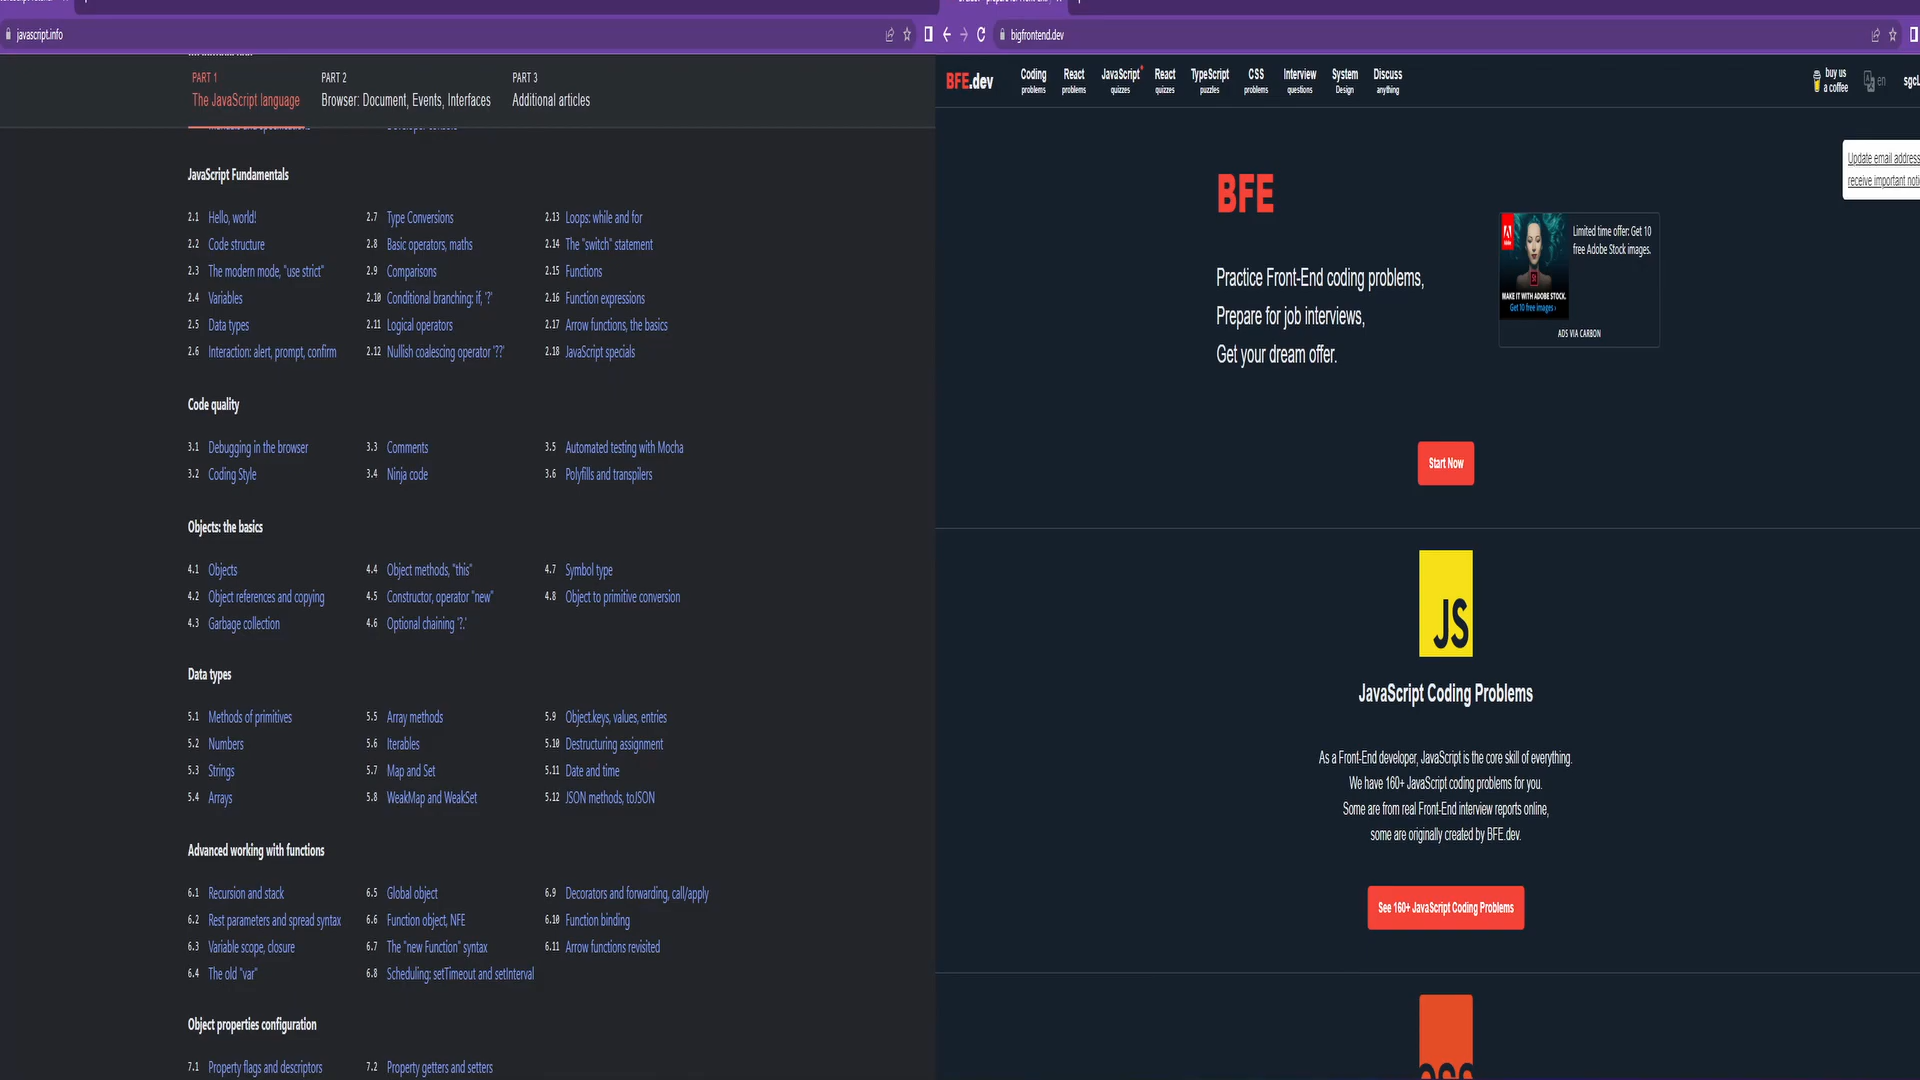 javascript.info
PART 1
The JavaScript language
PART 2
Browser: Document, Events, Interfaces
PART 3
Additional articles
JavaScript Fundamentals
2.1 Hello, world!
2.2 Code structure
2.3 The modern mode, "use strict"
2.4 Variables
2.5 Data types
2.6 Interaction: alert, prompt, confirm
2.7 Type Conversions
2.8 Basic operators, maths
2.9 Comparisons
2.10 Conditional branching: if, '?'
2.11 Logical operators
2.12 Nullish coalescing operator '??'
2.13 Loops: while and for
2.14 The "switch" statement
2.15 Functions
2.16 Function expressions
2.17 Arrow functions, the basics
2.18 JavaScript specials
Code quality
3.1 Debugging in the browser
3.2 Coding Style
3.3 Comments
3.4 Ninja code
3.5 Automated testing with Mocha
3.6 Polyfills and transpilers
Objects: the basics
4.1 Objects
4.2 Object references and copying
4.3 Garbage collection
4.4 Object methods, "this"
4.5 Constructor, operator "new"
4.6 Optional chaining '?.'
4.7 Symbol type
4.8 Object to primitive conversion
Data types
5.1 Methods of primitives
5.2 Numbers
5.3 Strings
5.4 Arrays
5.5 Array methods
5.6 Iterables
5.7 Map and Set
5.8 WeakMap and WeakSet
5.9 Object.keys, values, entries
5.10 Destructuring assignment
5.11 Date and time
5.12 JSON methods, toJSON
Advanced working with functions
6.1 Recursion and stack
6.2 Rest parameters and spread syntax
6.3 Variable scope, closure
6.4 The old "var"
6.5 Global object
6.6 Function object, NFE
6.7 The "new Function" syntax
6.8 Scheduling: setTimeout and setInterval
6.9 Decorators and forwarding, call/apply
6.10 Function binding
6.11 Arrow functions revisited
Object properties configuration
7.1 Property flags and descriptors
7.2 Property getters and setters
bigfrontend.dev
BFE.dev
Coding problems
React problems
JavaScript quizzes
React quizzes
TypeScript puzzles
CSS problems
Interview questions
System Design
Discuss anything
buy us
a coffee
en
Update email address
receive important
BFE
Practice Front-End coding problems,
Prepare for job interviews,
Get your dream offer.
Adobe
MAKE IT WITH ADOBE STOCK.
Get 10 free images ›
Limited time offer: Get 10
free Adobe Stock images.
ADS VIA CARBON
Start Now
JS
JavaScript Coding Problems
As a Front-End developer, JavaScript is the core skill of everything.
We have 160+ JavaScript coding problems for you.
Some are from real Front-End interview reports online,
some are originally created by BFE.dev.
See 160+ JavaScript Coding Problems